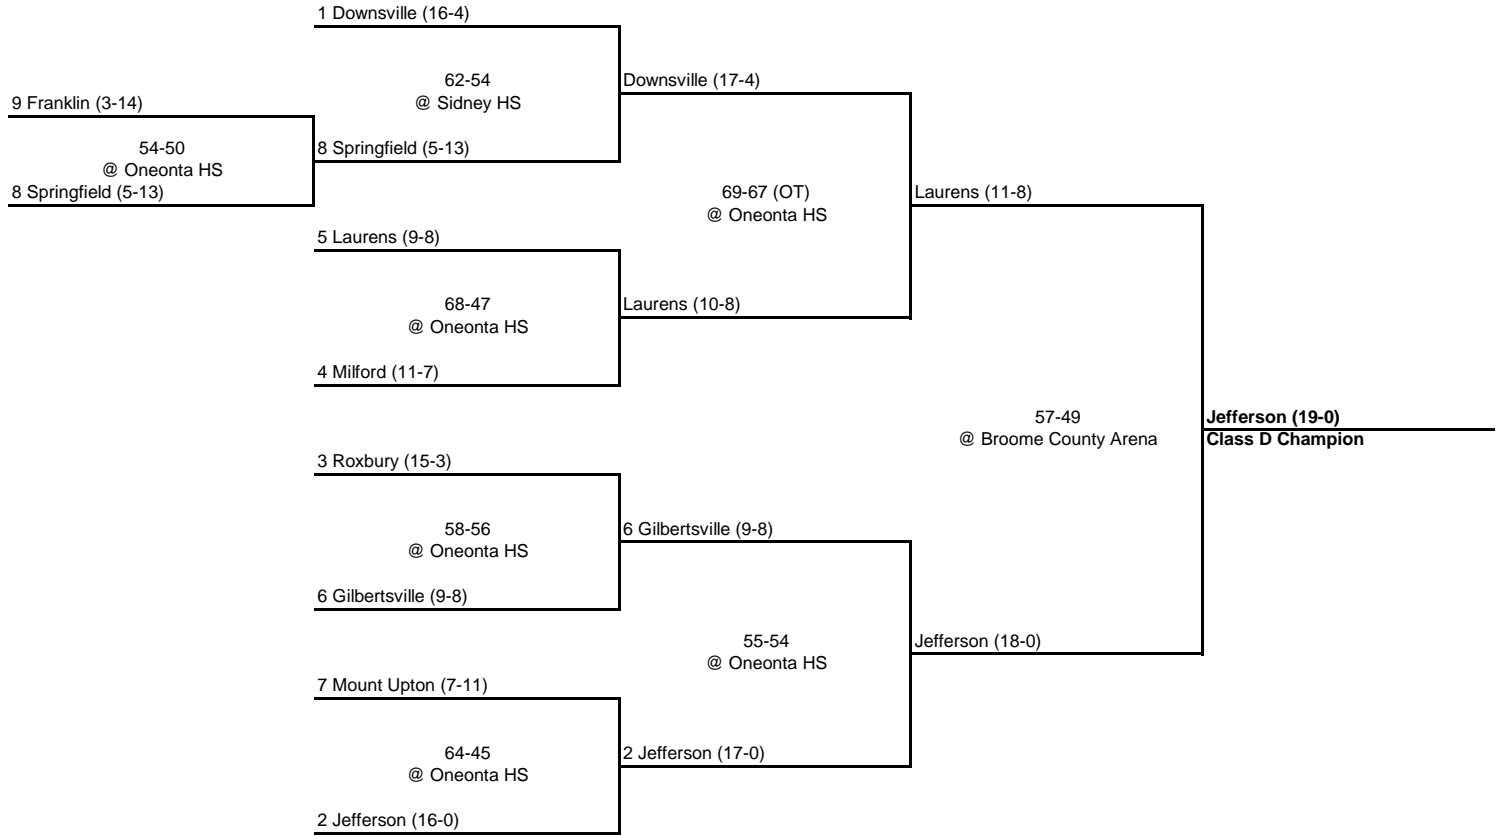 1 Downsville (16-4)
62-54
@ Sidney HS
Downsville (17-4)
9 Franklin (3-14)
54-50
@ Oneonta HS
8 Springfield (5-13)
8 Springfield (5-13)
69-67 (OT)
@ Oneonta HS
Laurens (11-8)
5 Laurens (9-8)
68-47
@ Oneonta HS
Laurens (10-8)
4 Milford (11-7)
57-49
@ Broome County Arena
Jefferson (19-0)
Class D Champion
3 Roxbury (15-3)
58-56
@ Oneonta HS
6 Gilbertsville (9-8)
6 Gilbertsville (9-8)
55-54
@ Oneonta HS
Jefferson (18-0)
7 Mount Upton (7-11)
64-45
@ Oneonta HS
2 Jefferson (17-0)
2 Jefferson (16-0)